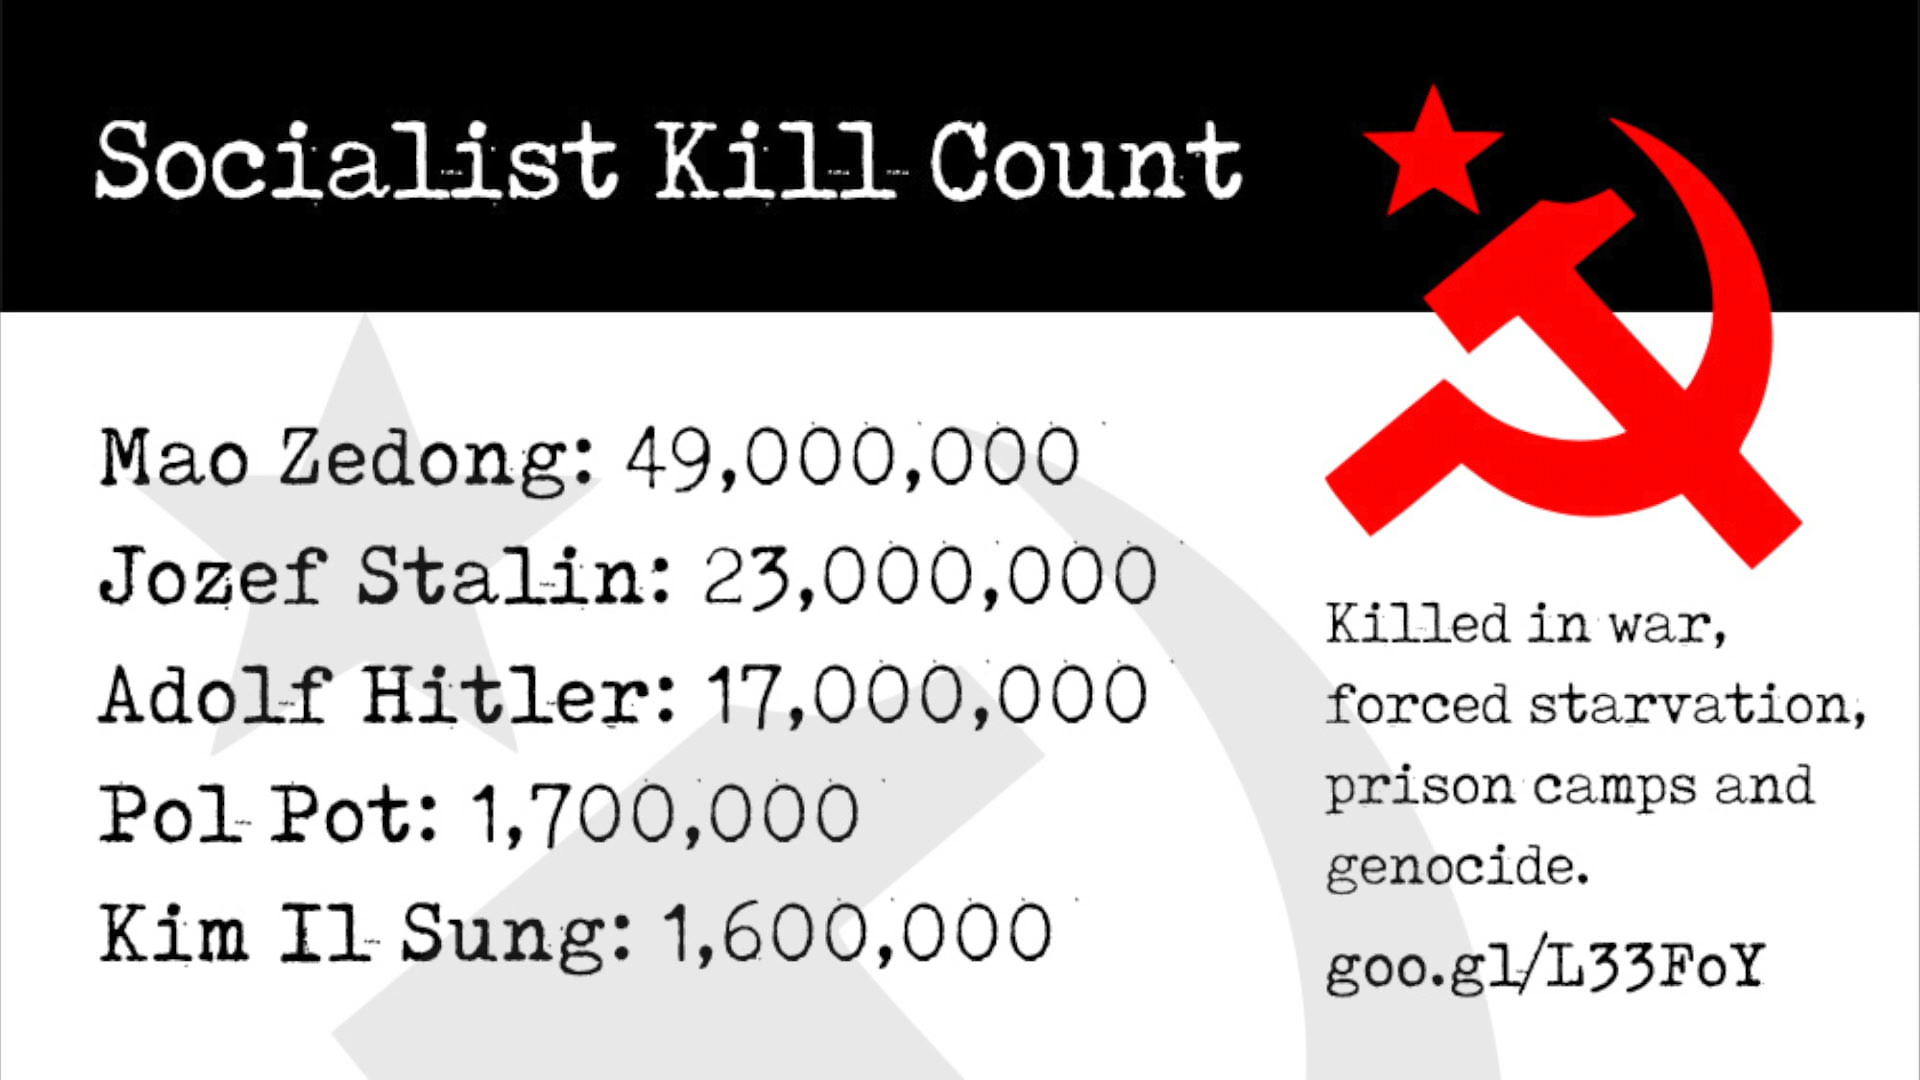 Socialist Kill Count
Mao Zedong: 49,000,000
Jozef Stalin: 23,000,000
Adolf Hitler: 17,000,000
Pol Pot: 1,700,000
Kim Il Sung: 1,600,000
Killed in war,
forced starvation,
prison camps and
genocide.
goo.gl/L33FoY